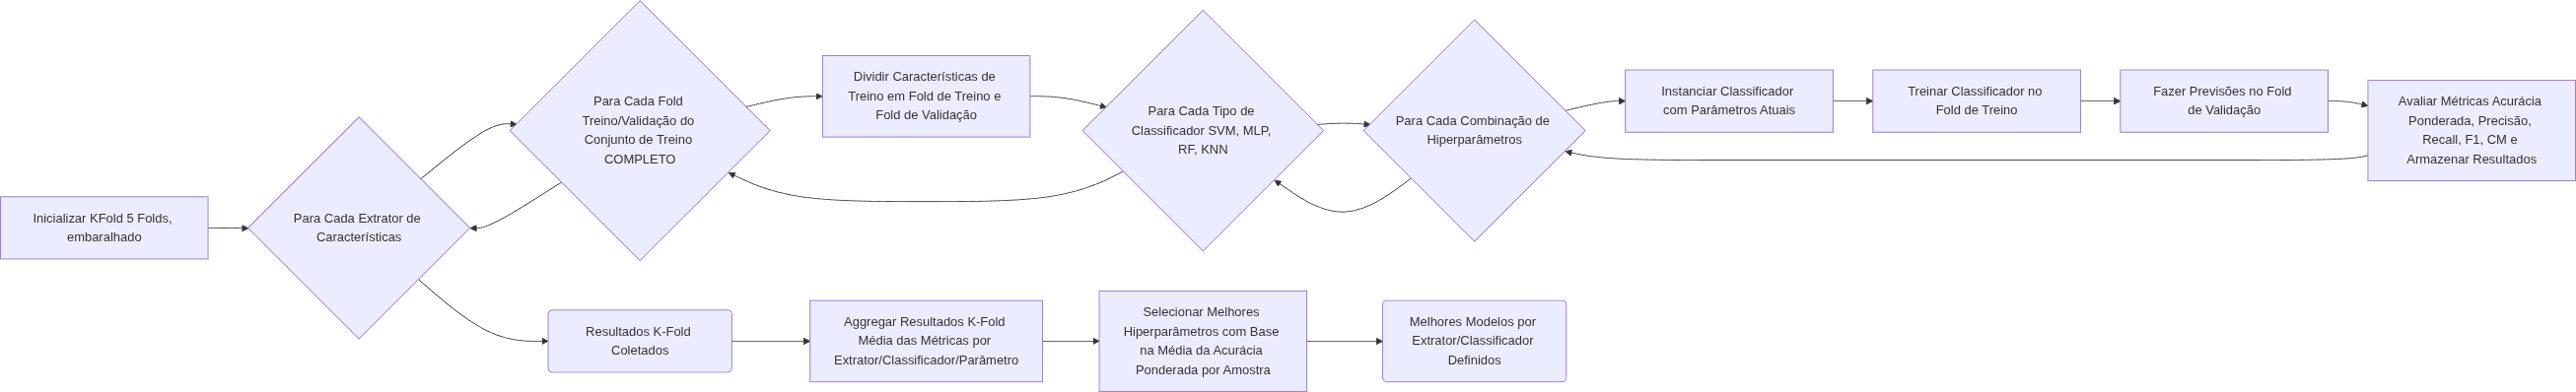 Inicializar KFold 5 Folds,
embaralhado
Para Cada Extrator de
Características
Para Cada Fold
Treino/Validação do
Conjunto de Treino
COMPLETO
Dividir Características de
Treino em Fold de Treino e
Fold de Validação
Para Cada Tipo de
Classificador SVM, MLP,
RF, KNN
Para Cada Combinação de
Hiperparâmetros
Instanciar Classificador
com Parâmetros Atuais
Treinar Classificador no
Fold de Treino
Fazer Previsões no Fold
de Validação
Avaliar Métricas Acurácia
Ponderada, Precisão,
Recall, F1, CM e
Armazenar Resultados
Resultados K-Fold
Coletados
Aggregar Resultados K-Fold
Média das Métricas por
Extrator/Classificador/Parâmetro
Selecionar Melhores
Hiperparâmetros com Base
na Média da Acurácia
Ponderada por Amostra
Melhores Modelos por
Extrator/Classificador
Definidos